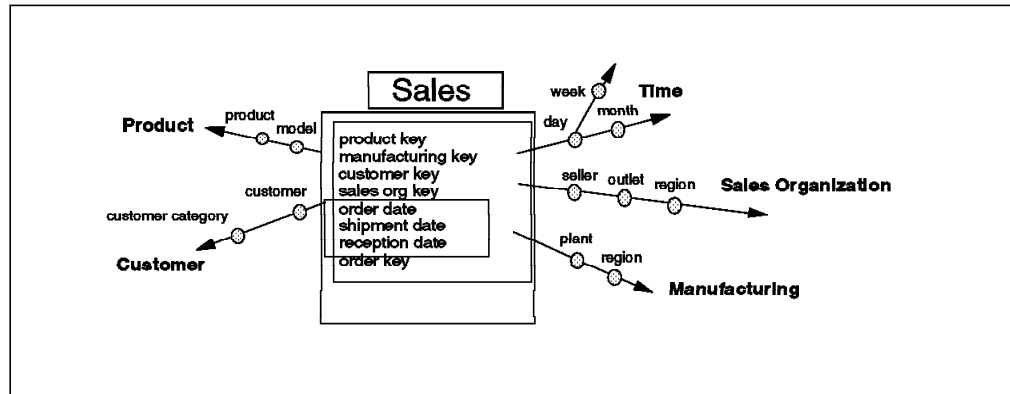 Sales
week
Time
month
day
product
Product
model
product key
manufacturing key
customer key
sales org key
order date
shipment date
reception date
order key
seller
outlet
region
Sales Organization
customer
customer category
Customer
plant
region
Manufacturing